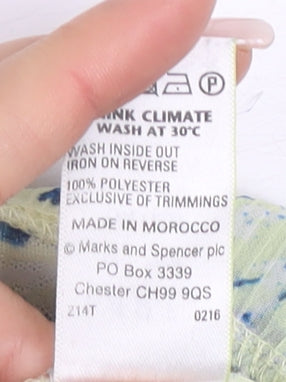 P
INK CLIMATE
WASH AT 30°C
WASH INSIDE OUT
IRON ON REVERSE
100% POLYESTER
EXCLUSIVE OF TRIMMINGS
MADE IN MOROCCO
© Marks and Spencer plc
PO Box 3339
Chester CH99 9QS
Z14T 0216